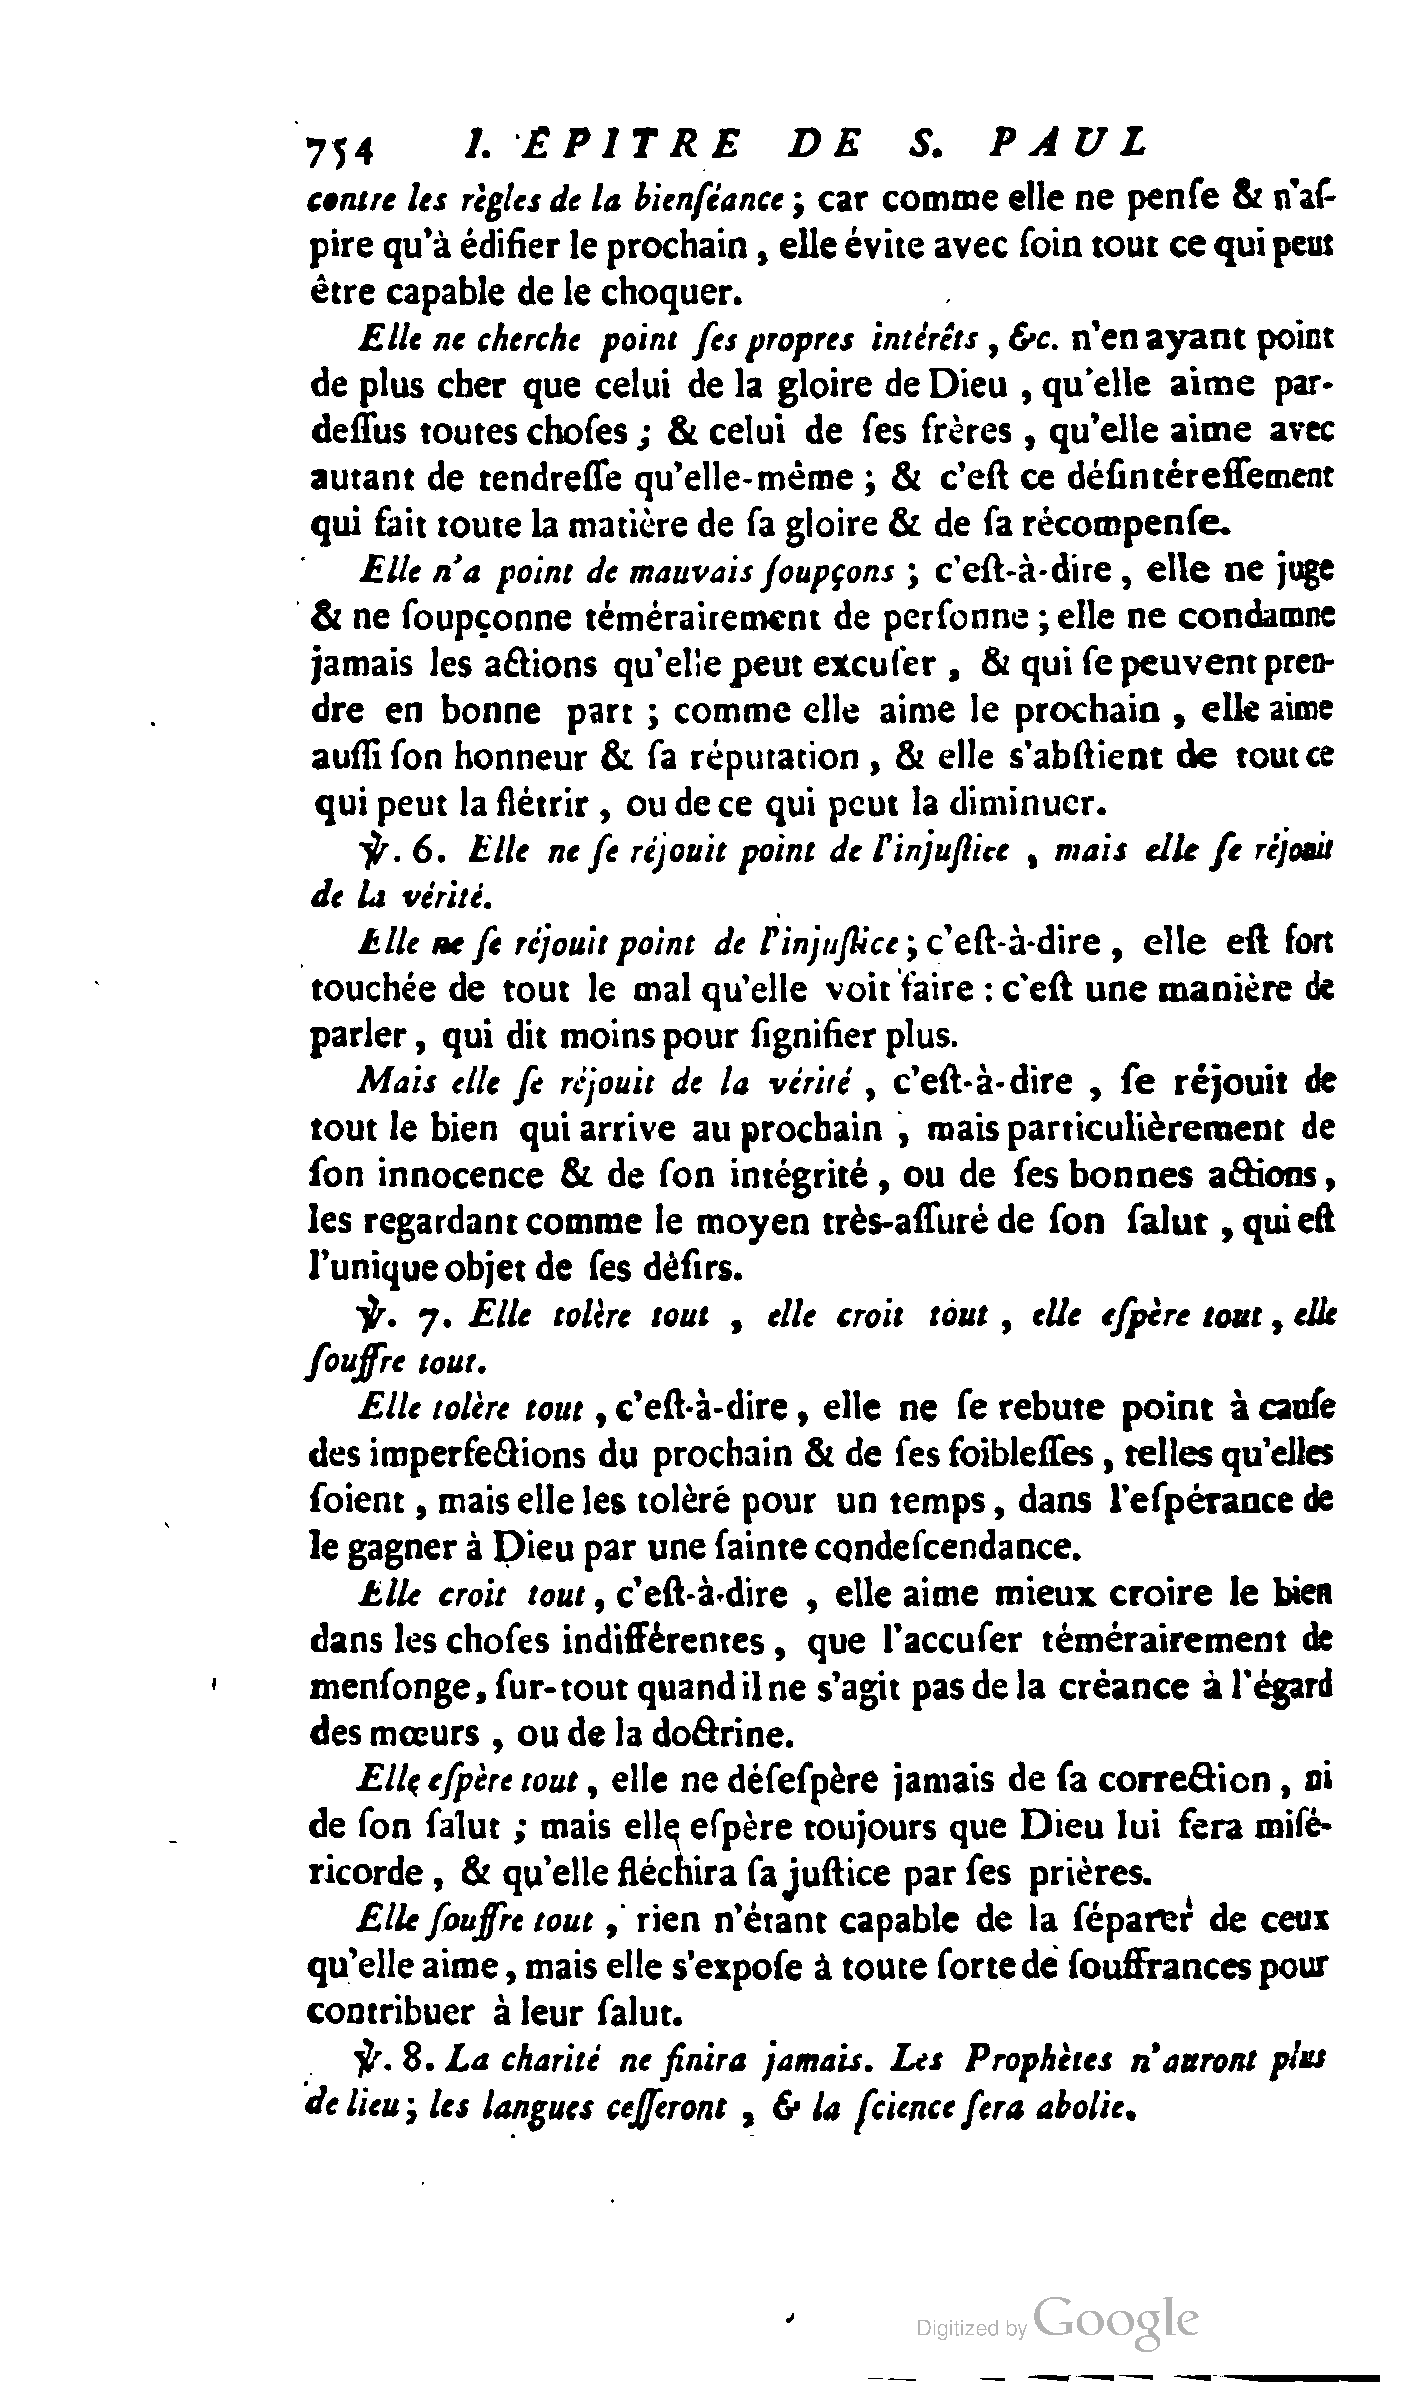 754 I. ÉPITRE DE S. PAUL
contre les règles de la bienſéance ; car comme elle ne penſe & n'aſ-
pire qu'à édifier le prochain, elle évite avec ſoin tout ce qui peut
être capable de le choquer.
Elle ne cherche point ſes propres intérêts, &c. n'en ayant point
de plus cher que celui de la gloire de Dieu, qu'elle aime par-
deſſus toutes choſes ; & celui de ſes frères, qu'elle aime avec
autant de tendreſſe qu'elle-même ; & c'eſt ce déſintéreſſement
qui fait toute la matière de ſa gloire & de ſa récompenſe.
Elle n'a point de mauvais ſoupçons ; c'eſt-à-dire, elle ne juge
& ne ſoupçonne témérairement de perſonne ; elle ne condamne
jamais les actions qu'elle peut excuſer, & qui ſe peuvent pren-
dre en bonne part ; comme elle aime le prochain, elle aime
auſſi ſon honneur & ſa réputation, & elle s'abſtient de tout ce
qui peut la flétrir, ou de ce qui peut la diminuer.
℣. 6. Elle ne ſe réjouit point de l'injuſtice, mais elle ſe réjouit
de la vérité.
Elle ne ſe réjouit point de l'injuſtice ; c'eſt-à-dire, elle eſt fort
touchée de tout le mal qu'elle voit faire : c'eſt une manière de
parler, qui dit moins pour ſignifier plus.
Mais elle ſe réjouit de la vérité, c'eſt-à-dire, ſe réjouit de
tout le bien qui arrive au prochain, mais particulièrement de
ſon innocence & de ſon intégrité, ou de ſes bonnes actions,
les regardant comme le moyen très-aſſuré de ſon ſalut, qui eſt
l'unique objet de ſes déſirs.
℣. 7. Elle tolère tout, elle croit tout, elle eſpère tout, elle
ſouffre tout.
Elle tolère tout, c'eſt-à-dire, elle ne ſe rebute point à cauſe
des imperfections du prochain & de ſes foibleſſes, telles qu'elles
ſoient, mais elle les toléré pour un temps, dans l'eſpérance de
le gagner à Dieu par une ſainte condeſcendance.
Elle croit tout, c'eſt-à-dire, elle aime mieux croire le bien
dans les choſes indifférentes, que l'accuſer témérairement de
menſonge, ſur-tout quand il ne s'agit pas de la créance à l'égard
des mœurs, ou de la doctrine.
Elle eſpère tout, elle ne déſeſpère jamais de ſa correction, ni
de ſon ſalut ; mais elle eſpère toujours que Dieu lui fera miſé-
ricorde, & qu'elle fléchira ſa juſtice par ſes prières.
Elle ſouffre tout, rien n'étant capable de la ſéparer de ceux
qu'elle aime, mais elle s'expoſe à toute ſorte de ſouffrances pour
contribuer à leur ſalut.
℣. 8. La charité ne finira jamais. Les Prophètes n'auront plus
de lieu ; les langues ceſſeront, & la ſcience ſera abolie.
Digitized by Google